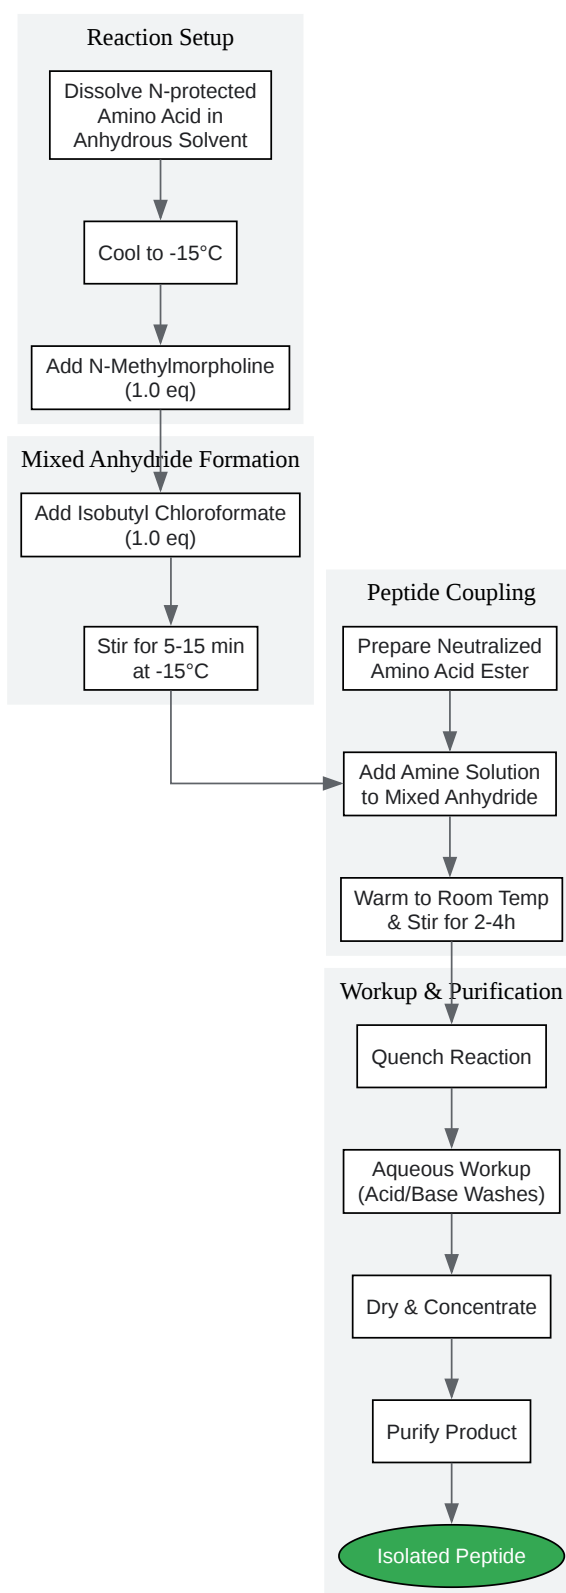 Reaction Setup
Dissolve N-protected
Amino Acid in
Anhydrous Solvent
Cool to -15°C
Add N-Methylmorpholine
(1.0 eq)
Mixed Anhydride Formation
Add Isobutyl Chloroformate
(1.0 eq)
Stir for 5-15 min
at -15°C
Peptide Coupling
Prepare Neutralized
Amino Acid Ester
Add Amine Solution
to Mixed Anhydride
Warm to Room Temp
& Stir for 2-4h
Workup & Purification
Quench Reaction
Aqueous Workup
(Acid/Base Washes)
Dry & Concentrate
Purify Product
Isolated Peptide